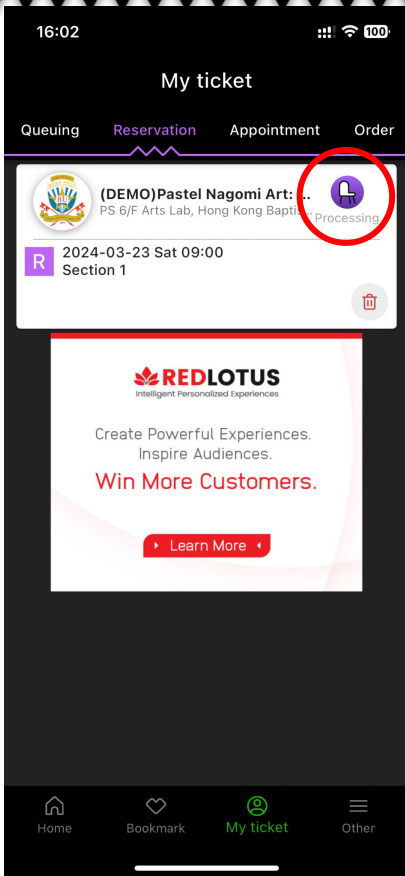 16:02
100
My ticket
Queuing Reservation Appointment Order
(DEMO)Pastel Nagomi Art: ...
PS 6/F Arts Lab, Hong Kong Baptis...
Processing
R
2024-03-23 Sat 09:00
Section 1
REDLOTUS
Intelligent Personalized Experiences
Create Powerful Experiences.
Inspire Audiences.
Win More Customers.
Learn More
Home Bookmark My ticket Other